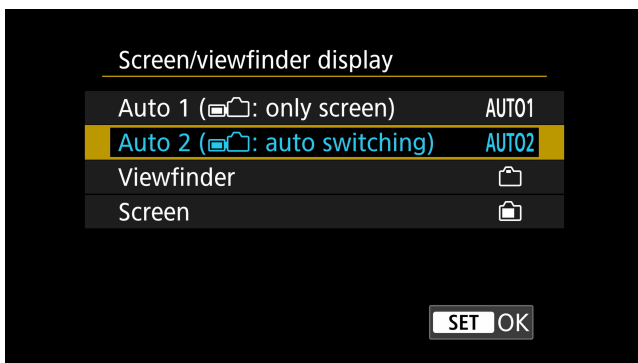 Screen/viewfinder display
Auto 1 (: only screen) AUTO1
Auto 2 (: auto switching) AUTO2
Viewfinder
Screen
SET OK